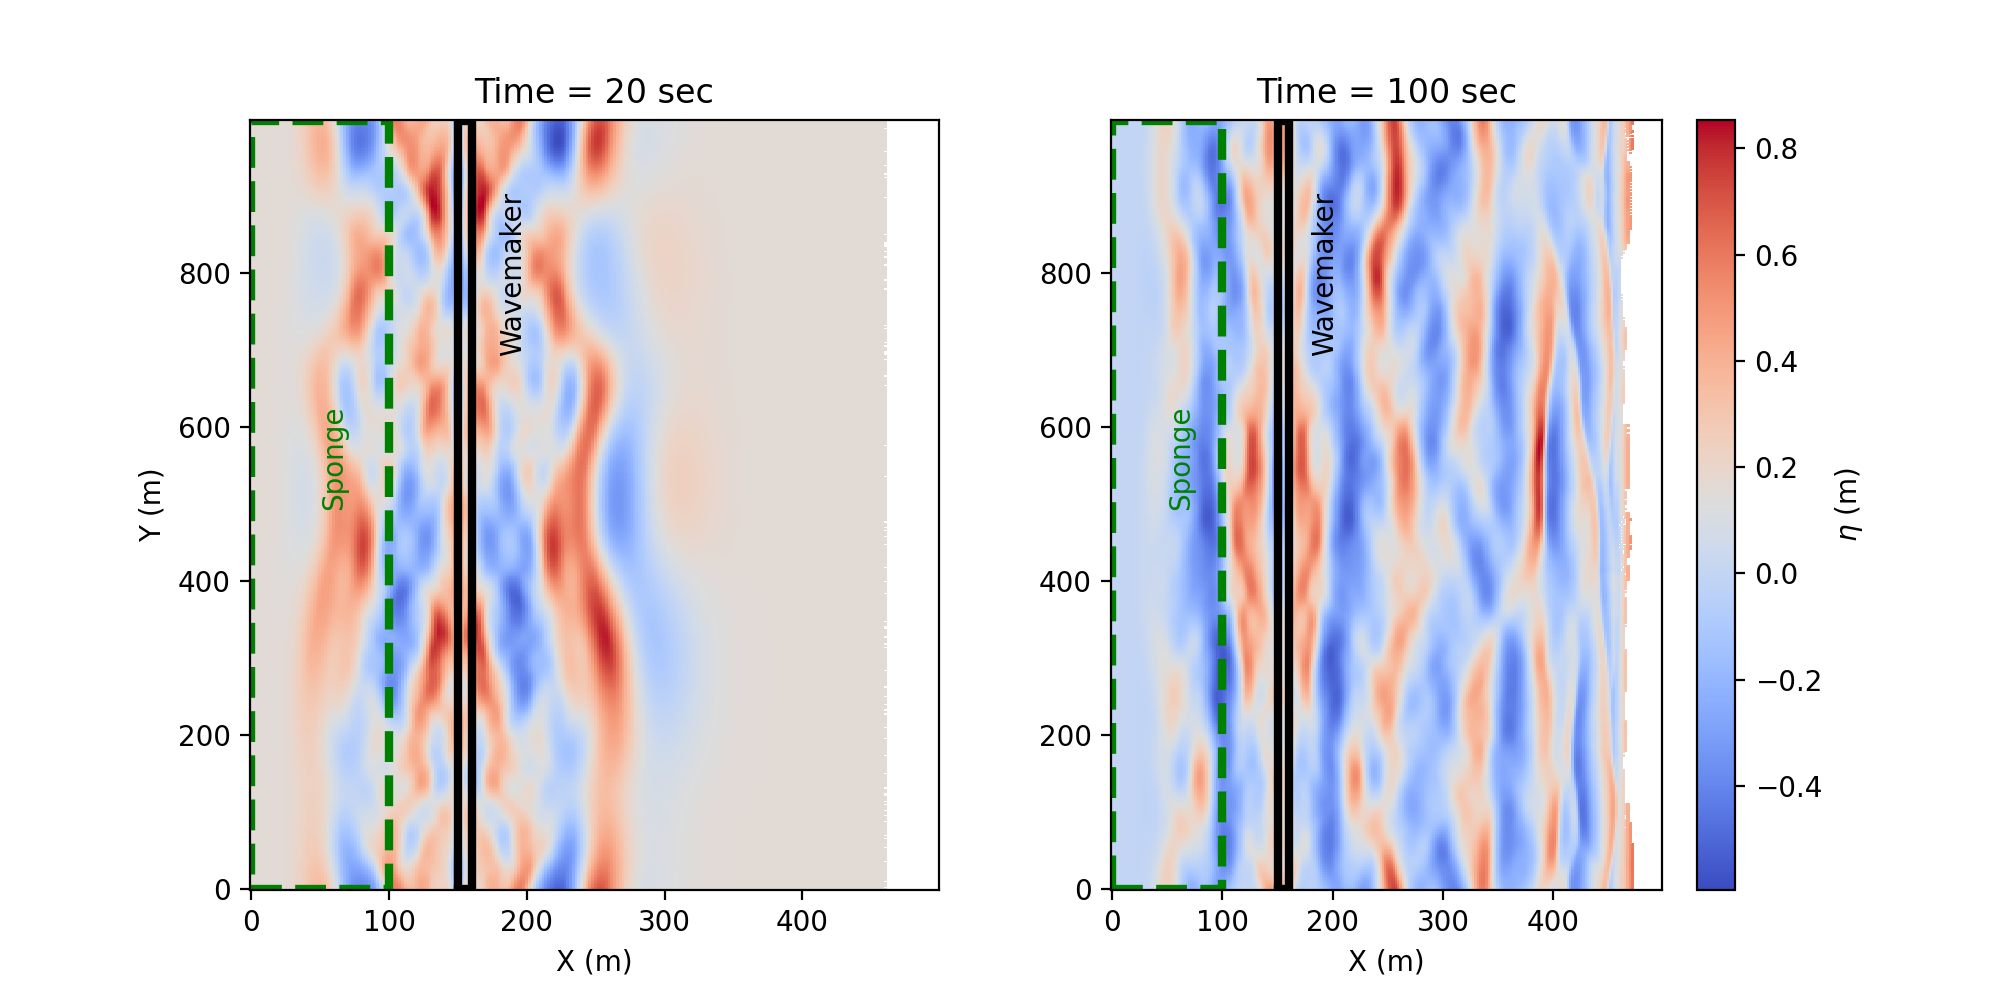 Time = 20 sec
Y (m)
800
600
400
200
0
Sponge
Wavemaker
0 100 200 300 400
X (m)
Time = 100 sec
800
600
400
200
0
Sponge
Wavemaker
0 100 200 300 400
X (m)
0.8
0.6
0.4
0.2
0.0
−0.2
−0.4
η (m)